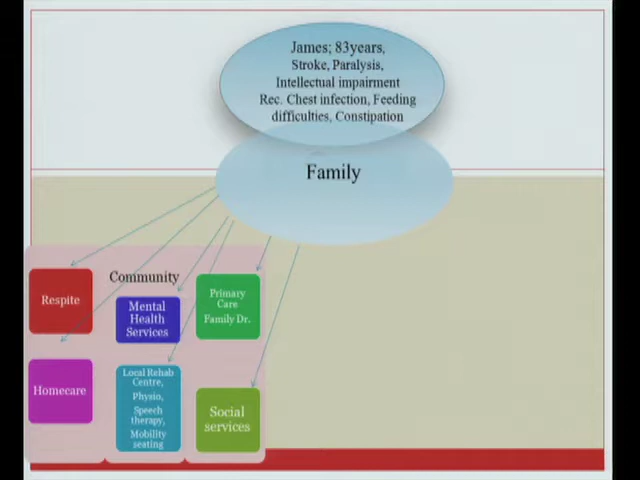 James; 83years,
Stroke, Paralysis,
Intellectual impairment
Rec. Chest infection, Feeding
difficulties, Constipation
Family
Community
Respite
Mental
Health
Services
Primary
Care
Family Dr.
Homecare
Local Rehab
Centre,
Physio,
Speech
therapy,
Mobility
seating
Social
services